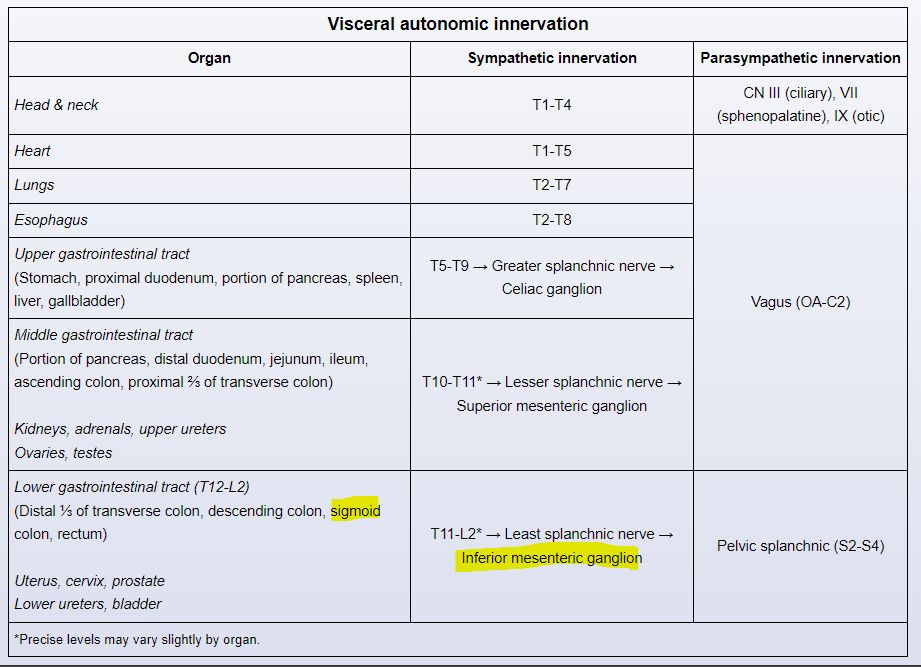 Visceral autonomic innervation
Organ
Sympathetic innervation
Parasympathetic innervation
Head & neck
T1-T4
CN III (ciliary), VII
(sphenopalatine), IX (otic)
Heart
T1-T5
Lungs
T2-T7
Esophagus
T2-T8
Upper gastrointestinal tract
(Stomach, proximal duodenum, portion of pancreas, spleen,
liver, gallbladder)
T5-T9 → Greater splanchnic nerve →
Celiac ganglion
Vagus (OA-C2)
Middle gastrointestinal tract
(Portion of pancreas, distal duodenum, jejunum, ileum,
ascending colon, proximal ⅔ of transverse colon)
Kidneys, adrenals, upper ureters
Ovaries, testes
T10-T11* → Lesser splanchnic nerve →
Superior mesenteric ganglion
Lower gastrointestinal tract (T12-L2)
(Distal ⅓ of transverse colon, descending colon, sigmoid
colon, rectum)
Uterus, cervix, prostate
Lower ureters, bladder
T11-L2* → Least splanchnic nerve →
Inferior mesenteric ganglion
Pelvic splanchnic (S2-S4)
*Precise levels may vary slightly by organ.